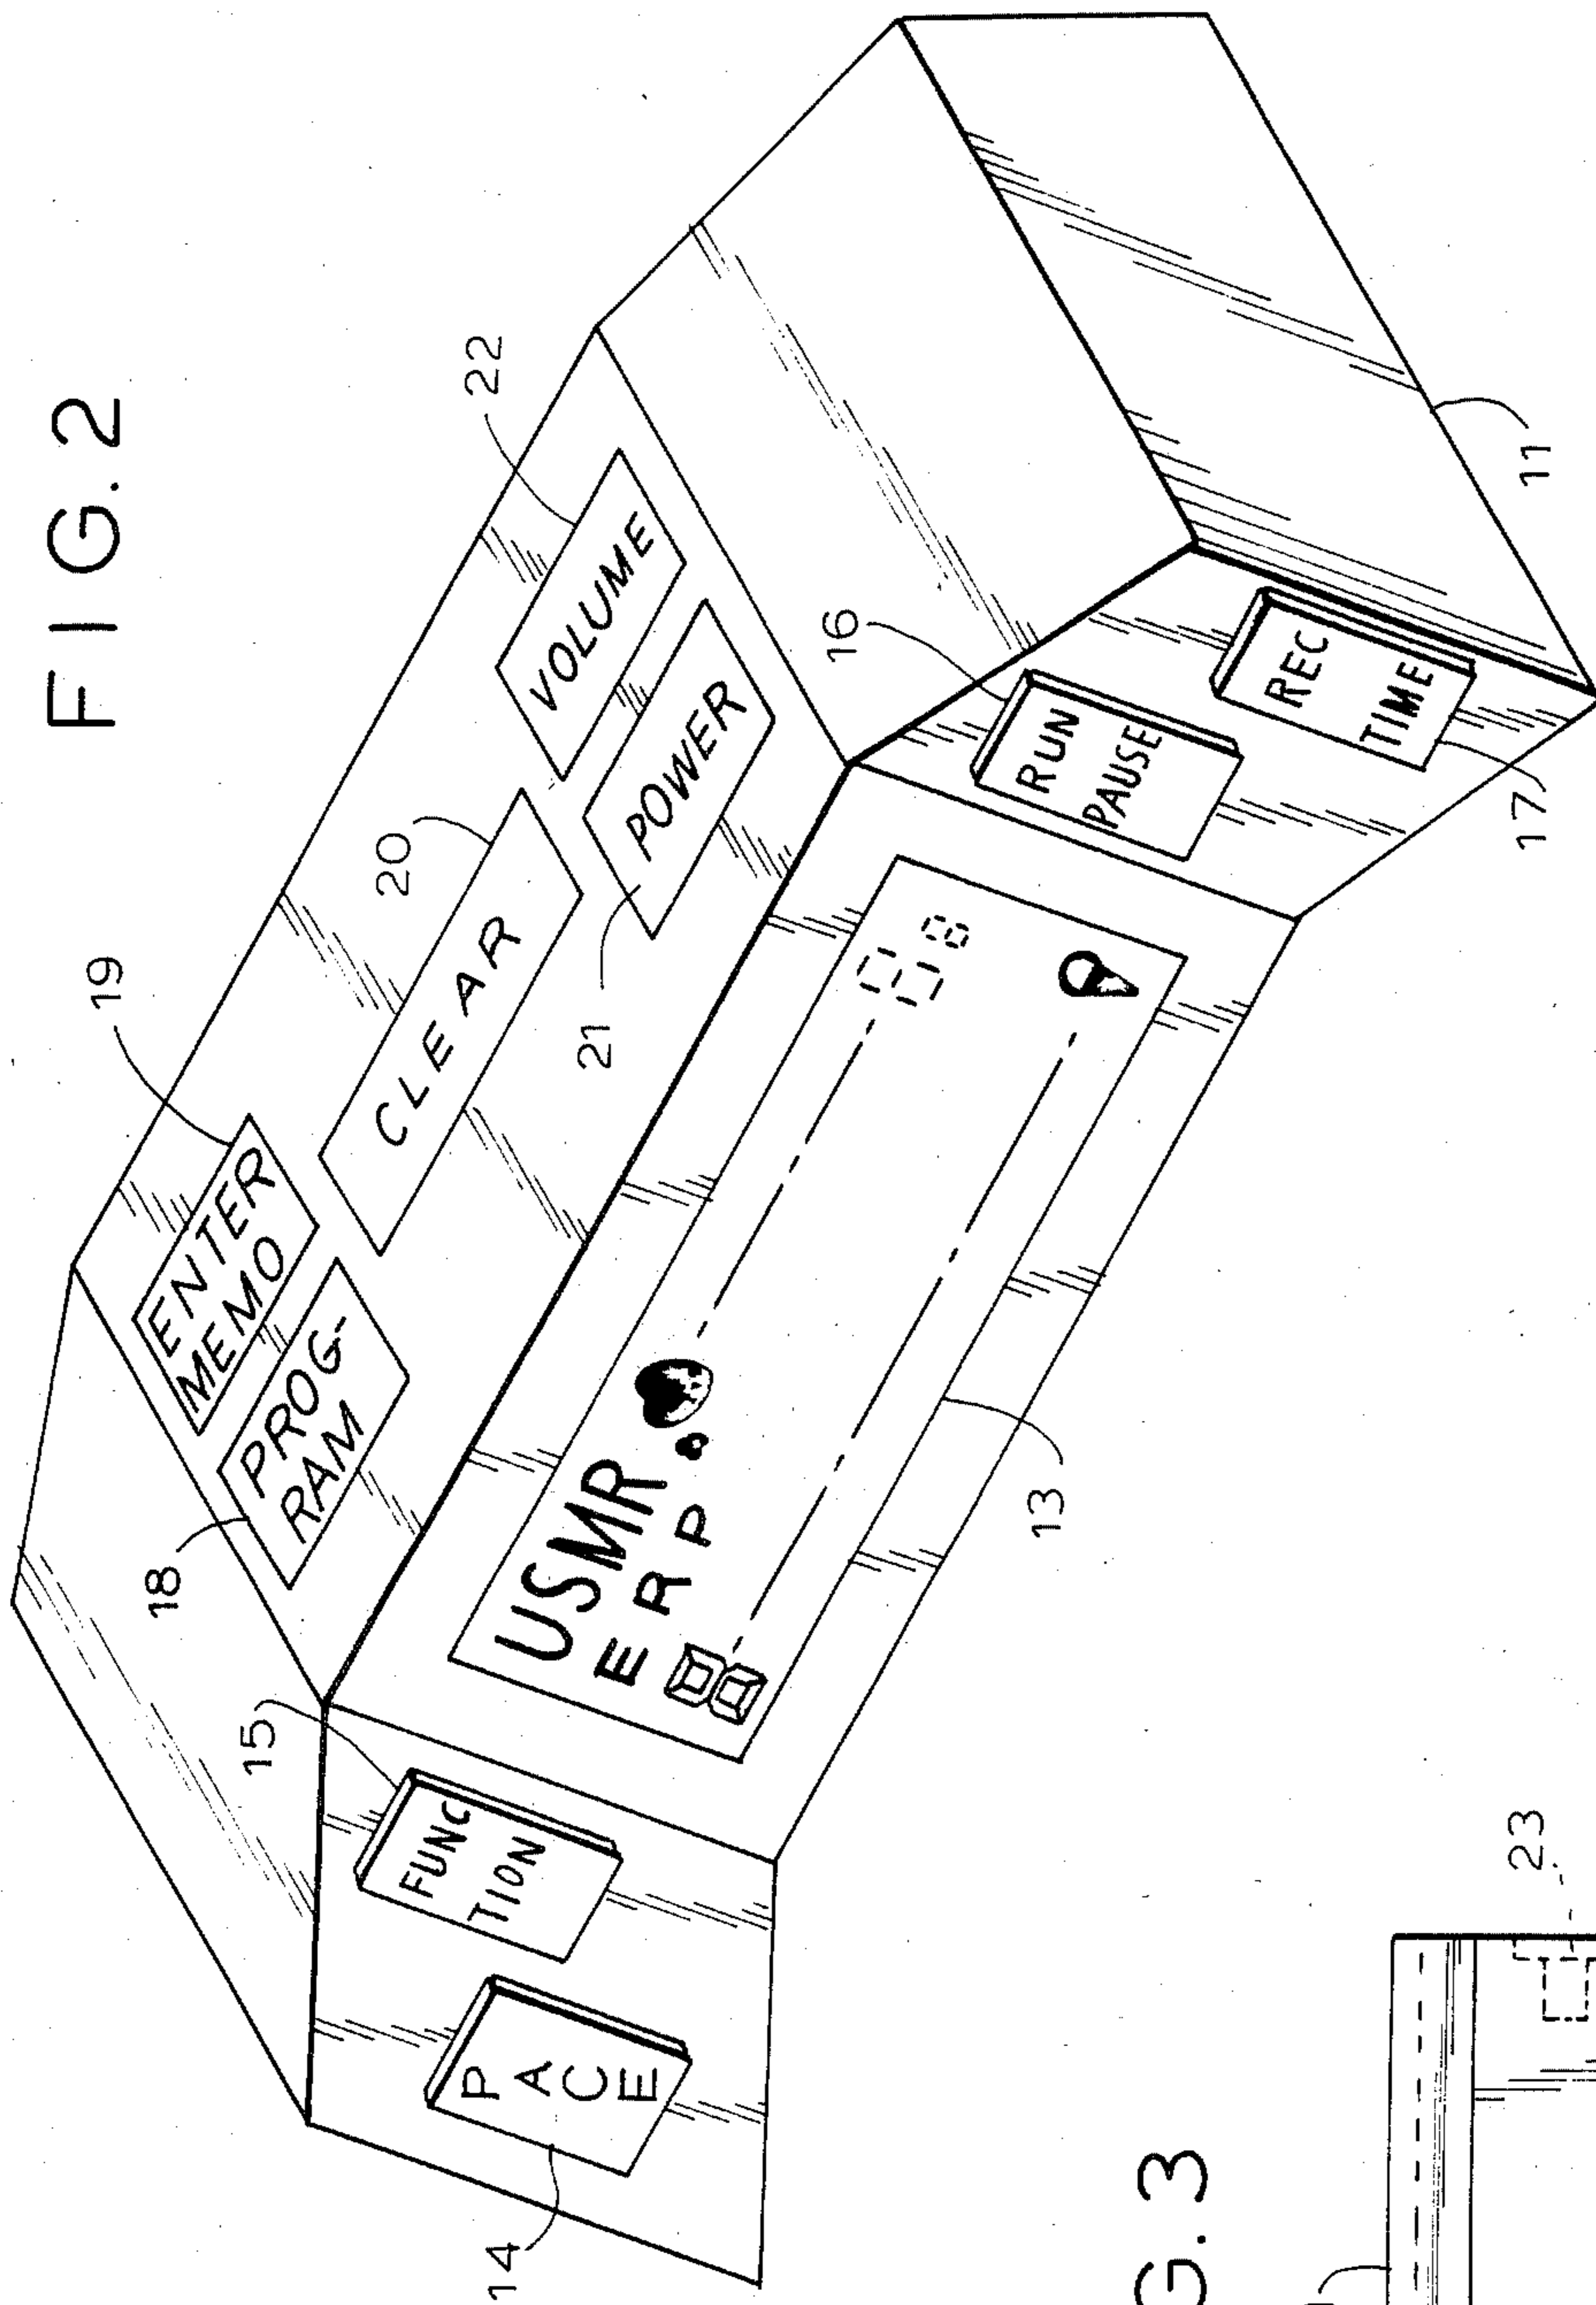 FIG.2
22
19
20
VOLUME
ENTER
MEMO
CLEAR
16
POWER
PROG-
RAM
21
18
RUN
PAUSE
REC
TIME
11
15
USMR
ERP
17
FUNC
TION
13
PACE
14
23
G.3